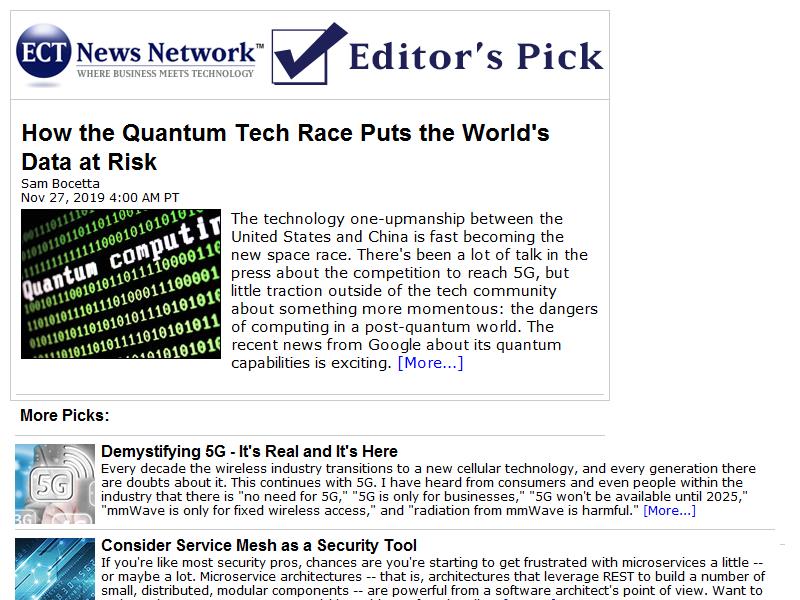 ECT News Network™
WHERE BUSINESS MEETS TECHNOLOGY
Editor's Pick
How the Quantum Tech Race Puts the World's
Data at Risk
Sam Bocetta
Nov 27, 2019 4:00 AM PT
Quantum computin
The technology one-upmanship between the
United States and China is fast becoming the
new space race. There's been a lot of talk in the
press about the competition to reach 5G, but
little traction outside of the tech community
about something more momentous: the dangers
of computing in a post-quantum world. The
recent news from Google about its quantum
capabilities is exciting. [More...]
More Picks:
5G
3G
Demystifying 5G - It's Real and It's Here
Every decade the wireless industry transitions to a new cellular technology, and every generation there
are doubts about it. This continues with 5G. I have heard from consumers and even people within the
industry that there is "no need for 5G," "5G is only for businesses," "5G won't be available until 2025,"
"mmWave is only for fixed wireless access," and "radiation from mmWave is harmful." [More...]
Consider Service Mesh as a Security Tool
If you're like most security pros, chances are you're starting to get frustrated with microservices a little --
or maybe a lot. Microservice architectures -- that is, architectures that leverage REST to build a number of
small, distributed, modular components -- are powerful from a software architect's point of view. Want to